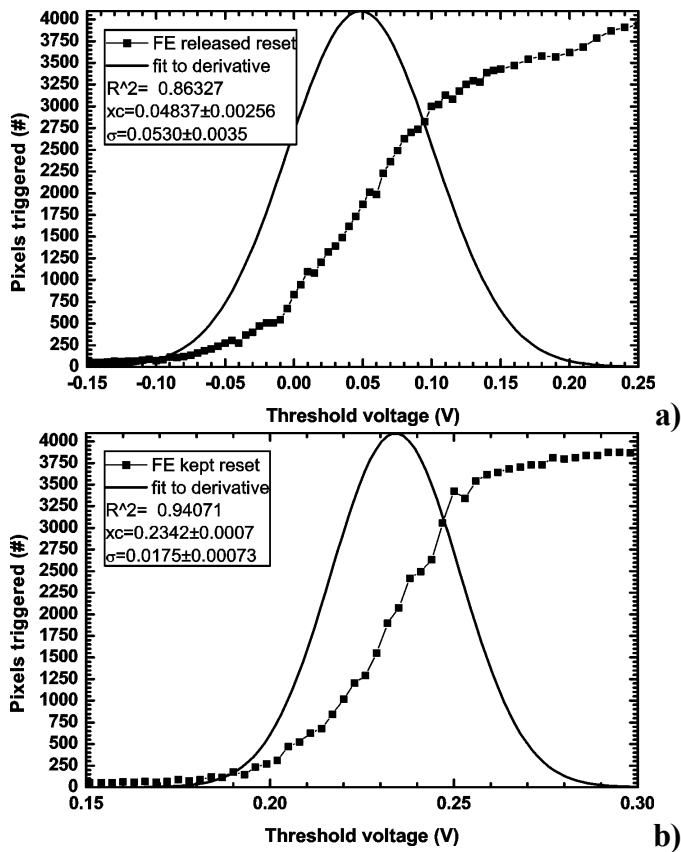 4000
3750
3500
3250
3000
2750
2500
2250
2000
1750
1500
1250
1000
750
500
250
0
Pixels triggered (#)
FE released reset
fit to derivative
R^2= 0.86327
xc=0.04837±0.00256
σ=0.0530±0.0035
-0.15 -0.10 -0.05 0.00 0.05 0.10 0.15 0.20 0.25
Threshold voltage (V)
a)
4000
3750
3500
3250
3000
2750
2500
2250
2000
1750
1500
1250
1000
750
500
250
0
Pixels triggered (#)
FE kept reset
fit to derivative
R^2= 0.94071
xc=0.2342±0.0007
σ=0.0175±0.00073
0.15 0.20 0.25 0.30
Threshold voltage (V)
b)